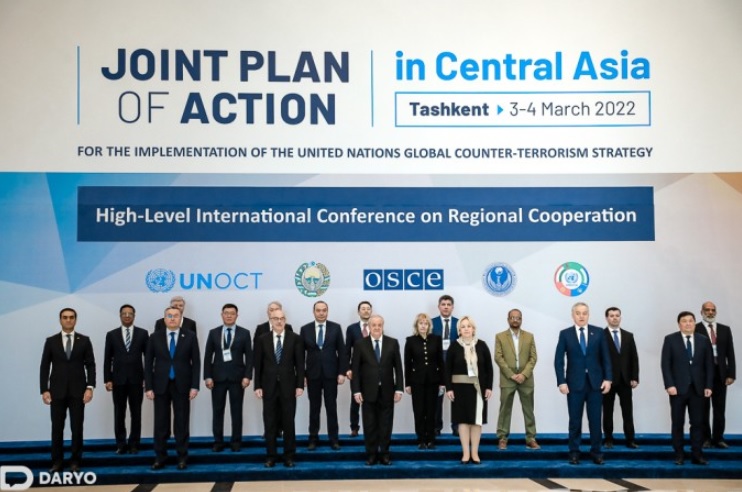 JOINT PLAN
OF ACTION
in Central Asia
Tashkent 3-4 March 2022
FOR THE IMPLEMENTATION OF THE UNITED NATIONS GLOBAL COUNTER-TERRORISM STRATEGY
High-Level International Conference on Regional Cooperation
UNOCT
OSCE
DARYO